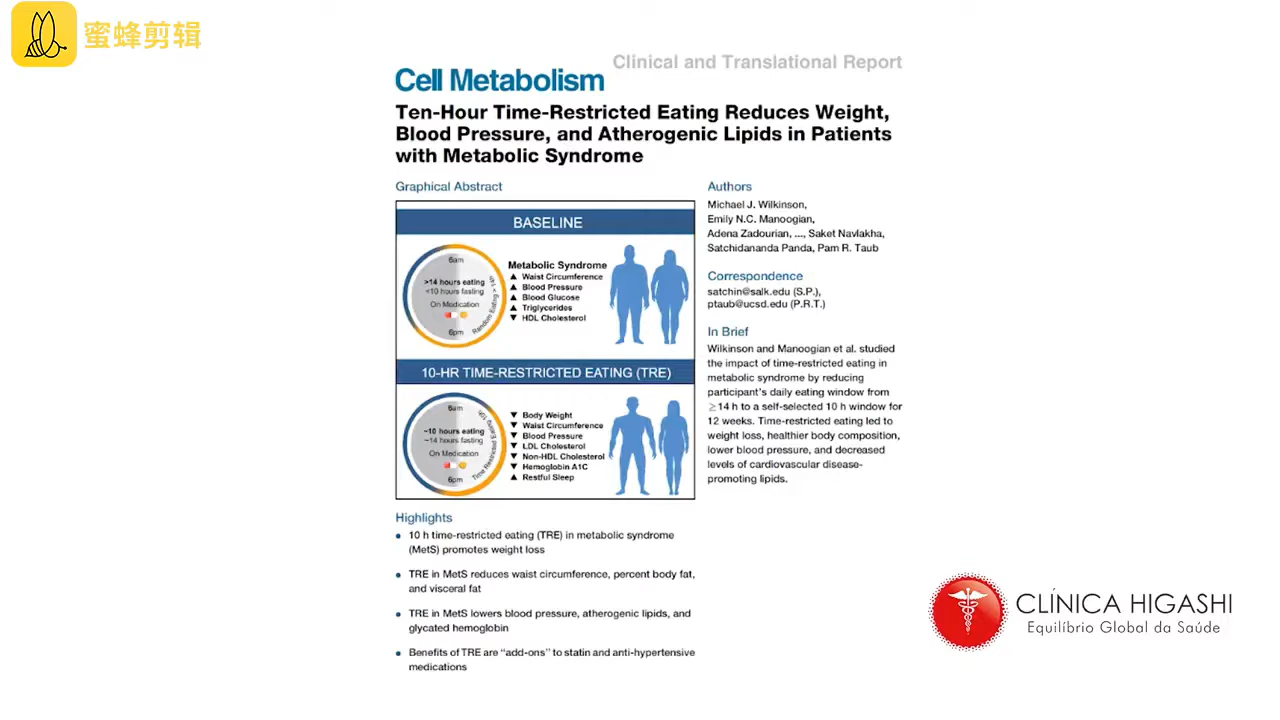 蜜蜂剪辑
Clinical and Translational Report
Cell Metabolism
Ten-Hour Time-Restricted Eating Reduces Weight,
Blood Pressure, and Atherogenic Lipids in Patients
with Metabolic Syndrome
Graphical Abstract
BASELINE
6am
>14 hours eating
<10 hours fasting
On Medication
6pm
Random Eating > 14h
Metabolic Syndrome
▲ Waist Circumference
▲ Blood Pressure
▲ Blood Glucose
▲ Triglycerides
▼ HDL Cholesterol
10-HR TIME-RESTRICTED EATING (TRE)
6am
~10 hours eating
~14 hours fasting
On Medication
6pm
Time Restricted Eating 10h
▼ Body Weight
▼ Waist Circumference
▼ Blood Pressure
▼ LDL Cholesterol
▼ Non-HDL Cholesterol
▼ Hemoglobin A1C
▲ Restful Sleep
Highlights
• 10 h time-restricted eating (TRE) in metabolic syndrome
(MetS) promotes weight loss
• TRE in MetS reduces waist circumference, percent body fat,
and visceral fat
• TRE in MetS lowers blood pressure, atherogenic lipids, and
glycated hemoglobin
• Benefits of TRE are “add-ons” to statin and anti-hypertensive
medications
Authors
Michael J. Wilkinson,
Emily N.C. Manoogian,
Adena Zadourian, ..., Saket Navlakha,
Satchidananda Panda, Pam R. Taub
Correspondence
satchin@salk.edu (S.P.),
ptaub@ucsd.edu (P.R.T.)
In Brief
Wilkinson and Manoogian et al. studied
the impact of time-restricted eating in
metabolic syndrome by reducing
participant's daily eating window from
≥14 h to a self-selected 10 h window for
12 weeks. Time-restricted eating led to
weight loss, healthier body composition,
lower blood pressure, and decreased
levels of cardiovascular disease-
promoting lipids.
CLÍNICA HIGASHI
Equilíbrio Global da Saúde